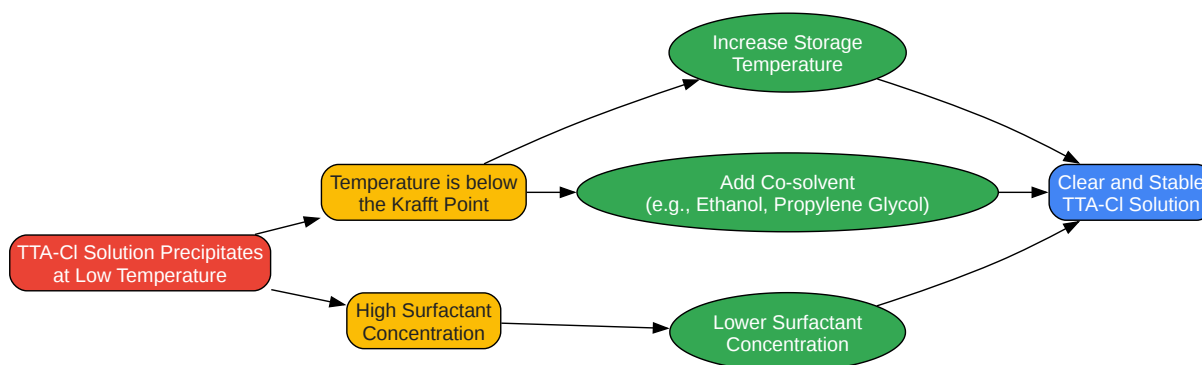 Increase Storage
Temperature
Temperature is below
the Krafft Point
Add Co-solvent
(e.g., Ethanol, Propylene Glycol)
Clear and Stable
TTA-Cl Solution
TTA-Cl Solution Precipitates
at Low Temperature
High Surfactant
Concentration
Lower Surfactant
Concentration